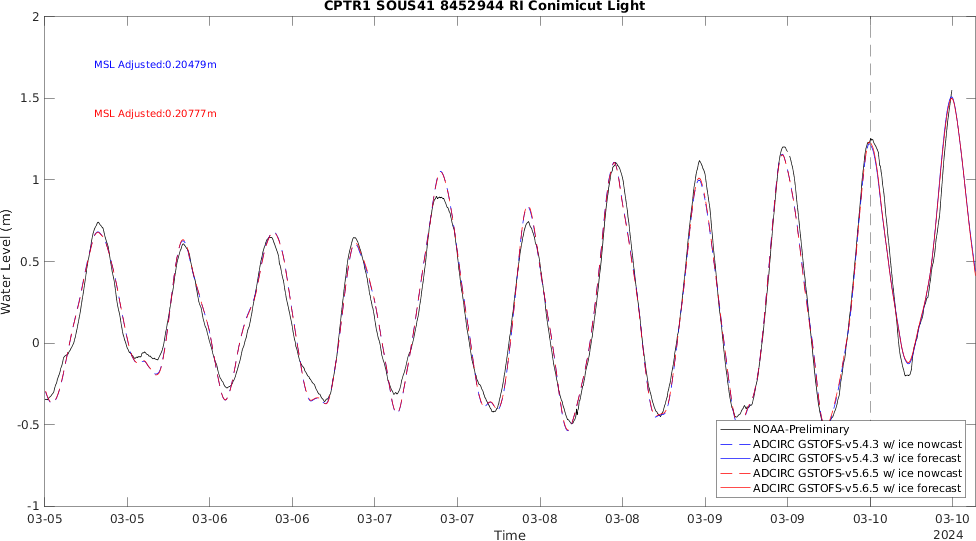 CPTR1 SOUS41 8452944 RI Conimicut Light
MSL Adjusted:0.20479m
MSL Adjusted:0.20777m
Water Level (m)
2
1.5
1
0.5
0
-0.5
-1
NOAA-Preliminary
ADCIRC GSTOFS-v5.4.3 w/ ice nowcast
ADCIRC GSTOFS-v5.4.3 w/ ice forecast
ADCIRC GSTOFS-v5.6.5 w/ ice nowcast
ADCIRC GSTOFS-v5.6.5 w/ ice forecast
03-05 03-05 03-06 03-06 03-07 03-07 03-08 03-08 03-09 03-09 03-10 03-10
2024
Time